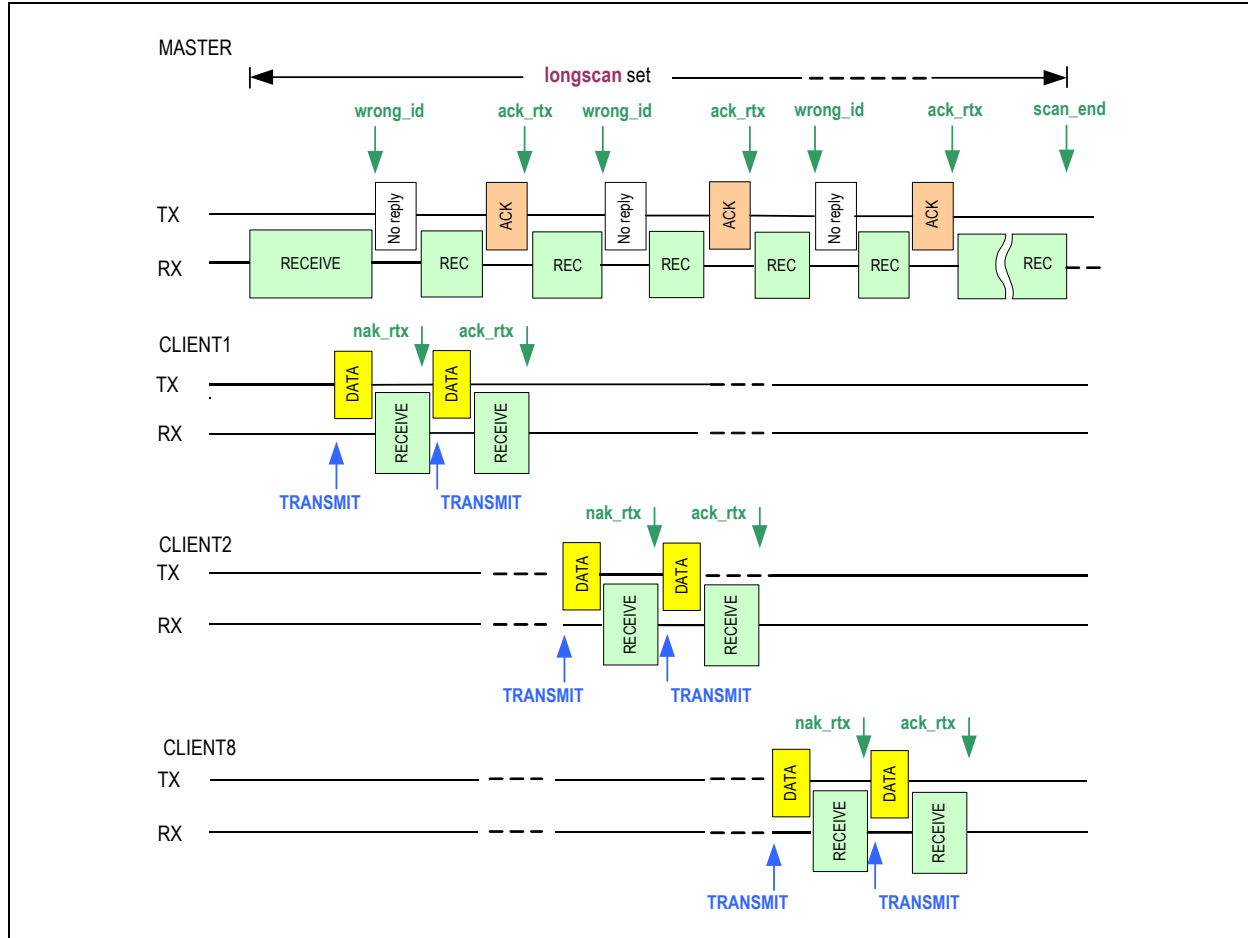 MASTER
longscan set
wrong_id ack_rtx wrong_id ack_rtx wrong_id ack_rtx scan_end
TX No reply ACK No reply ACK No reply ACK
RX RECEIVE REC REC REC REC REC REC
nak_rtx ack_rtx
CLIENT1
TX DATA DATA
RX RECEIVE RECEIVE
TRANSMIT TRANSMIT
nak_rtx ack_rtx
CLIENT2
TX DATA DATA
RX RECEIVE RECEIVE
TRANSMIT TRANSMIT
nak_rtx ack_rtx
CLIENT8
TX DATA DATA
RX RECEIVE RECEIVE
TRANSMIT TRANSMIT